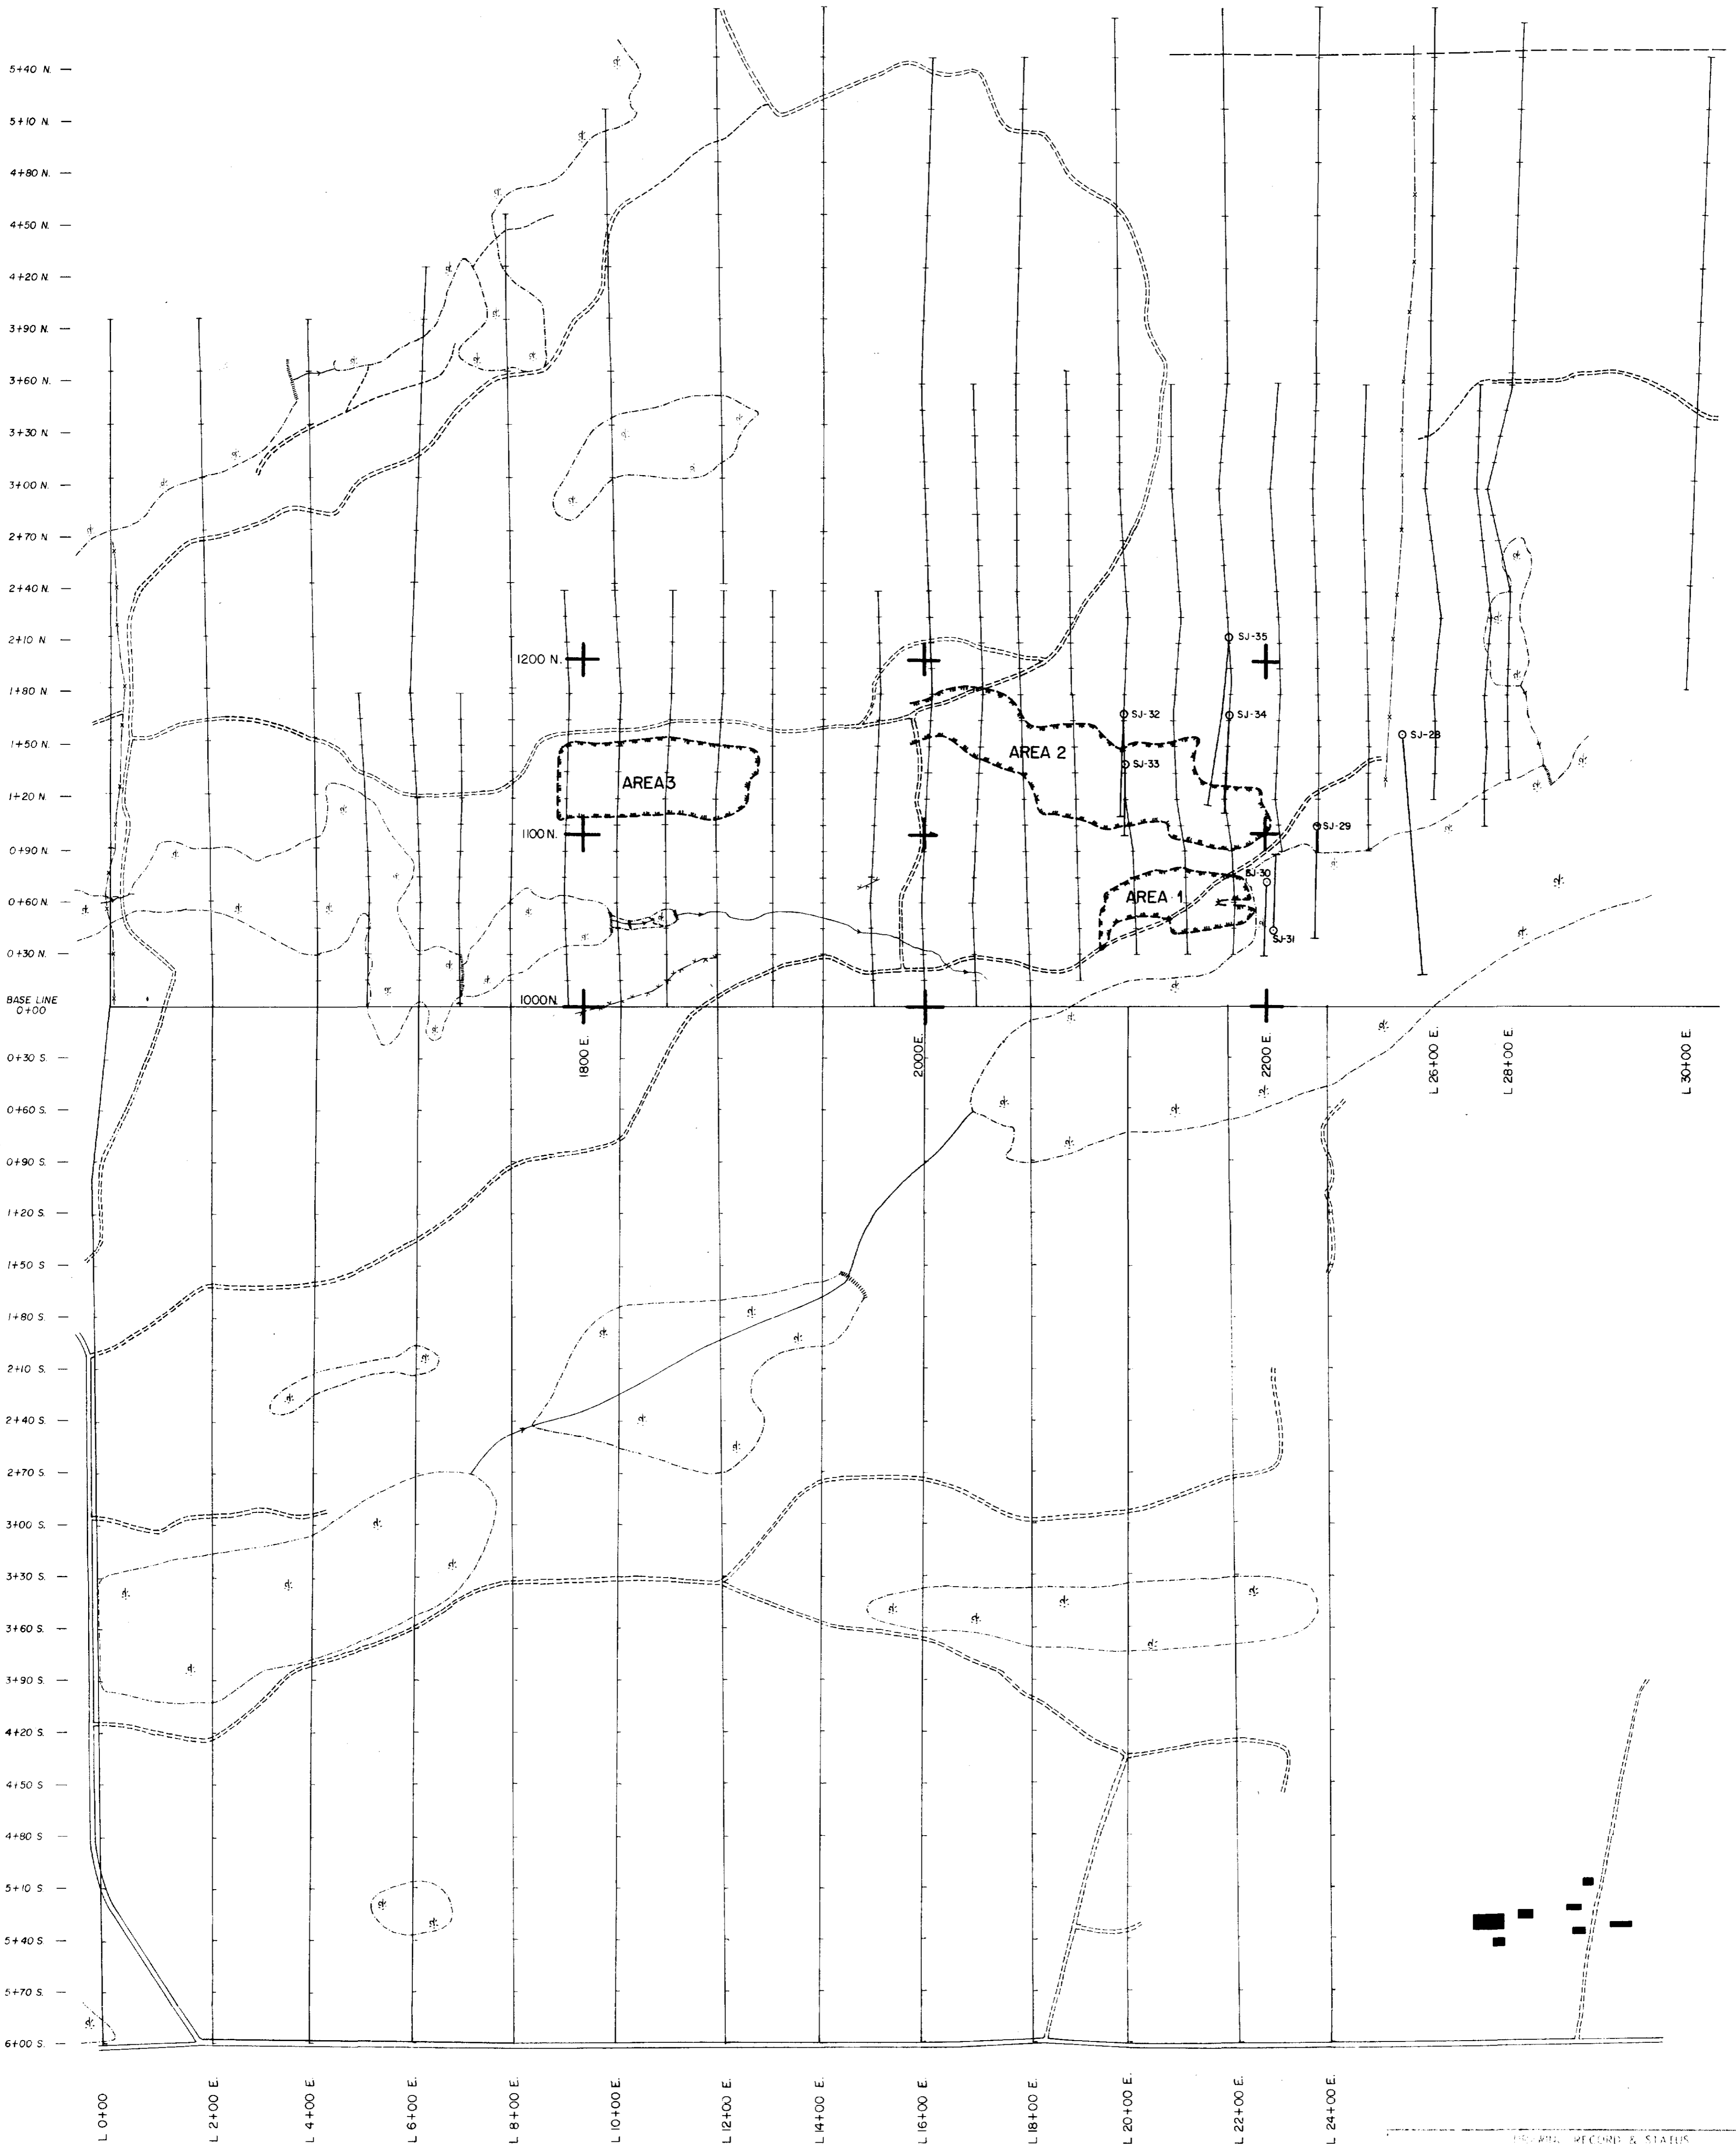 5+40 N.
5+10 N.
4+80 N.
4+50 N.
4+20 N.
3+90 N.
3+60 N.
3+30 N.
3+00 N.
2+70 N
2+40 N.
2+10 N
1+80 N.
1+50 N.
1+20 N
0+90 N.
0+60 N.
0+30 N.
BASE LINE
0+00
0+30 S.
0+60 S.
0+90 S.
1+20 S.
1+50 S.
1+80 S.
2+10 S.
2+40 S.
2+70 S.
3+00 S.
3+30 S.
3+60 S.
3+90 S.
4+20 S.
4+50 S
4+80 S
5+10 S
5+40 S
5+70 S.
6+00 S.
1200 N.
1100 N.
1000 N.
1800 E.
2000 E.
2200 E.
AREA 3
AREA 2
AREA 1
SJ-35
SJ-32
SJ-34
SJ-33
SJ-28
SJ-29
SJ-30
SJ-31
L 26+00 E.
L 28+00 E.
L 30+00 E.
L 0+00
L 2+00 E.
L 4+00 E.
L 6+00 E.
L 8+00 E.
L 10+00 E.
L 12+00 E.
L 14+00 E.
L 16+00 E.
L 18+00 E.
L 20+00 E.
L 22+00 E.
L 24+00 E.
DRAWING RECORD & STATUS